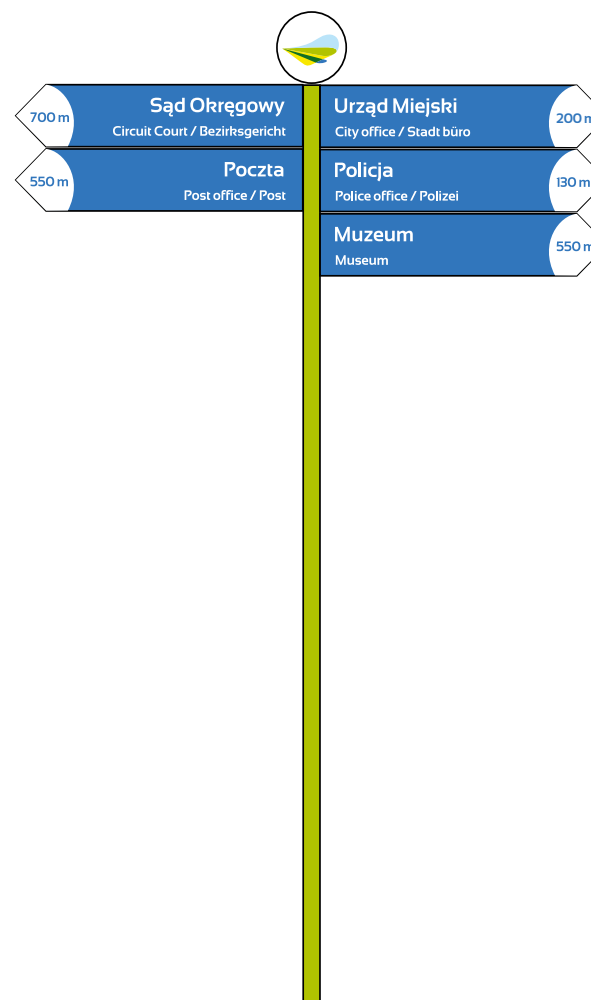 700 m
Sąd Okręgowy
Circuit Court / Bezirksgericht
550 m
Poczta
Post office / Post
Urząd Miejski
City office / Stadt büro
200 m
Policja
Police office / Polizei
130 m
Muzeum
Museum
550 m